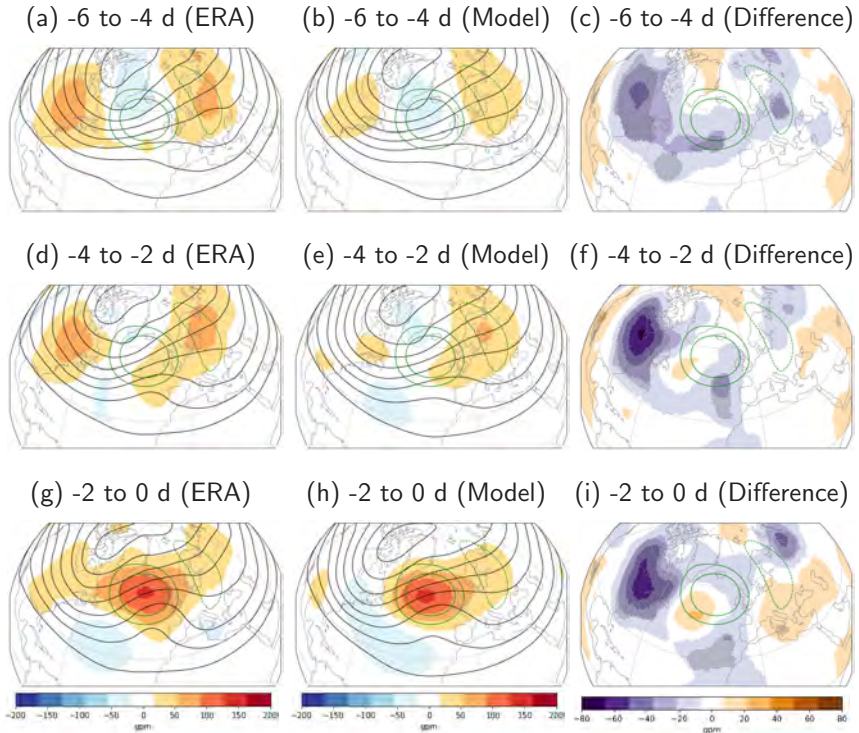 (a) -6 to -4 d (ERA) (b) -6 to -4 d (Model) (c) -6 to -4 d (Difference)
(d) -4 to -2 d (ERA) (e) -4 to -2 d (Model) (f) -4 to -2 d (Difference)
(g) -2 to 0 d (ERA) (h) -2 to 0 d (Model) (i) -2 to 0 d (Difference)
−200 −150 −100 −50 0 50 100 150 200 −200 −150 −100 −50 0 50 100 150 200 −80 −60 −40 −20 0 20 40 60 80
gpm gpm gpm